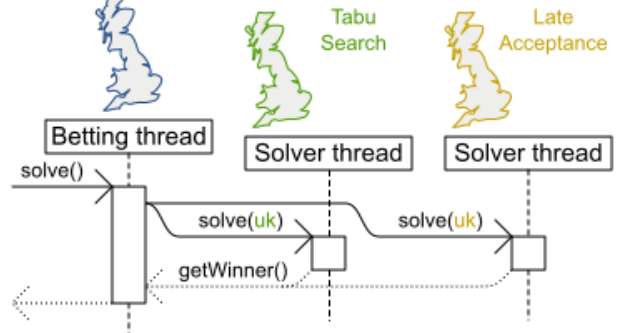 Tabu
Search
Late
Acceptance
Betting thread
Solver thread
Solver thread
solve()
solve(uk)
solve(uk)
getWinner()